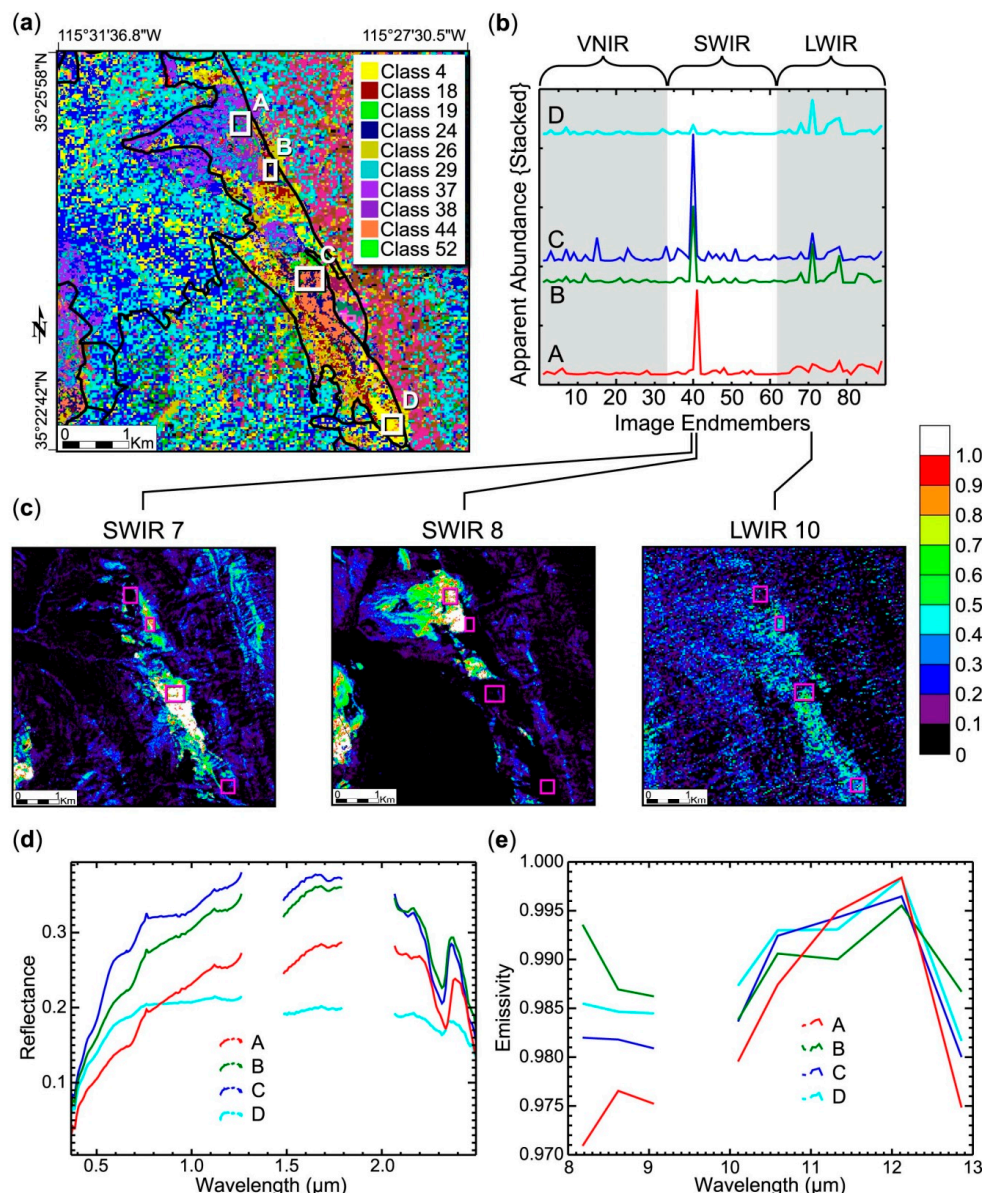 (a)
115°31'36.8"W 115°27'30.5"W
35°25'58"N
35°22'42"N
Class 4
Class 18
Class 19
Class 24
Class 26
Class 29
Class 37
Class 38
Class 44
Class 52
A
B
C
D
N
0 1
Km
(b)
VNIR SWIR LWIR
Apparent Abundance {Stacked}
D
C
B
A
10 20 30 40 50 60 70 80
Image Endmembers
(c)
SWIR 7 SWIR 8 LWIR 10
0 1Km
0 1Km
0 1Km
1.0
0.9
0.8
0.7
0.6
0.5
0.4
0.3
0.2
0.1
0
(d)
Reflectance
0.3
0.2
0.1
A
B
C
D
0.5 1.0 1.5 2.0
Wavelength (µm)
(e)
Emissivity
1.000
0.995
0.990
0.985
0.980
0.975
0.970
A
B
C
D
8 9 10 11 12 13
Wavelength (µm)